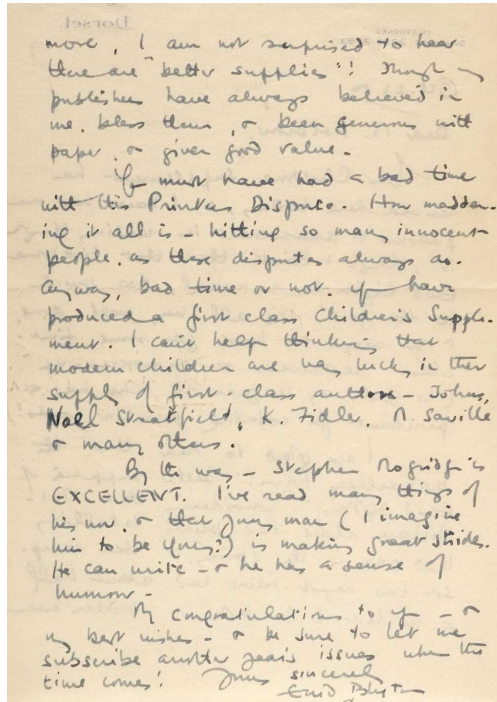 Dorset
more, I am not surprised to hear
there are "better supplies"! Though my
publishers have always believed in
me, bless them, & been generous with
paper, & given good value.
You must have had a bad time
with this Printers Dispute. How madden-
ing it all is - hitting so many innocent
people, as these disputes always do.
Anyway, bad time or not, you have
produced a first class Children's Supple-
ment. I can't help thinking that
modern children are very lucky in their
supply of first-class authors - Johns,
Noel Streatfield, K. Fidler, M. Saville
& many others.
By the way - Stephen Mogridge is
EXCELLENT. I've read many things of
his now, & that young man (I imagine
him to be young?) is making great strides.
He can write - & he has a sense of
humour -
My congratulations to you - &
my best wishes - & be sure to let me
subscribe another year's issues when the
time comes! Yours sincerely
Enid Blyton